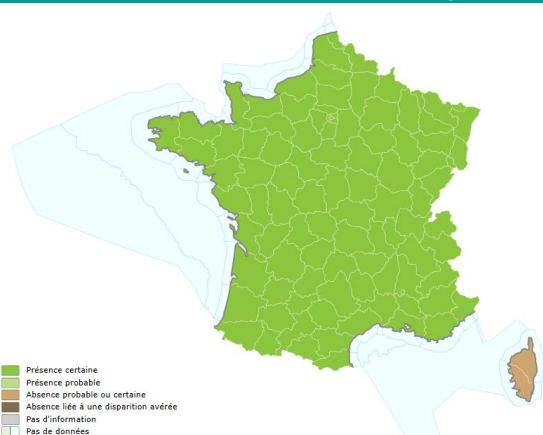 Présence certaine
Présence probable
Absence probable ou certaine
Absence liée à une disparition avérée
Pas d'information
Pas de données